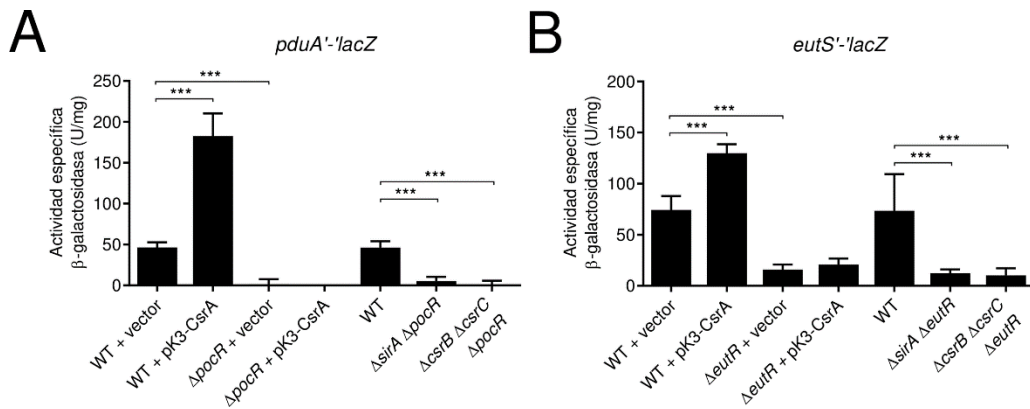 A
pduA'-'lacZ
Actividad específica
β-galactosidasa (U/mg)
250
200
150
100
50
0
***
***
***
***
WT + vector
WT + pK3-CsrA
ΔpocR + vector
ΔpocR + pK3-CsrA
WT
ΔsirA ΔpocR
ΔcsrB ΔcsrC
ΔpocR
B
eutS'-'lacZ
Actividad específica
β-galactosidasa (U/mg)
200
150
100
50
0
***
***
***
***
WT + vector
WT + pK3-CsrA
ΔeutR + vector
ΔeutR + pK3-CsrA
WT
ΔsirA ΔeutR
ΔcsrB ΔcsrC
ΔeutR